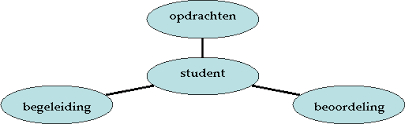 opdrachten
student
begeleiding
beoordeling